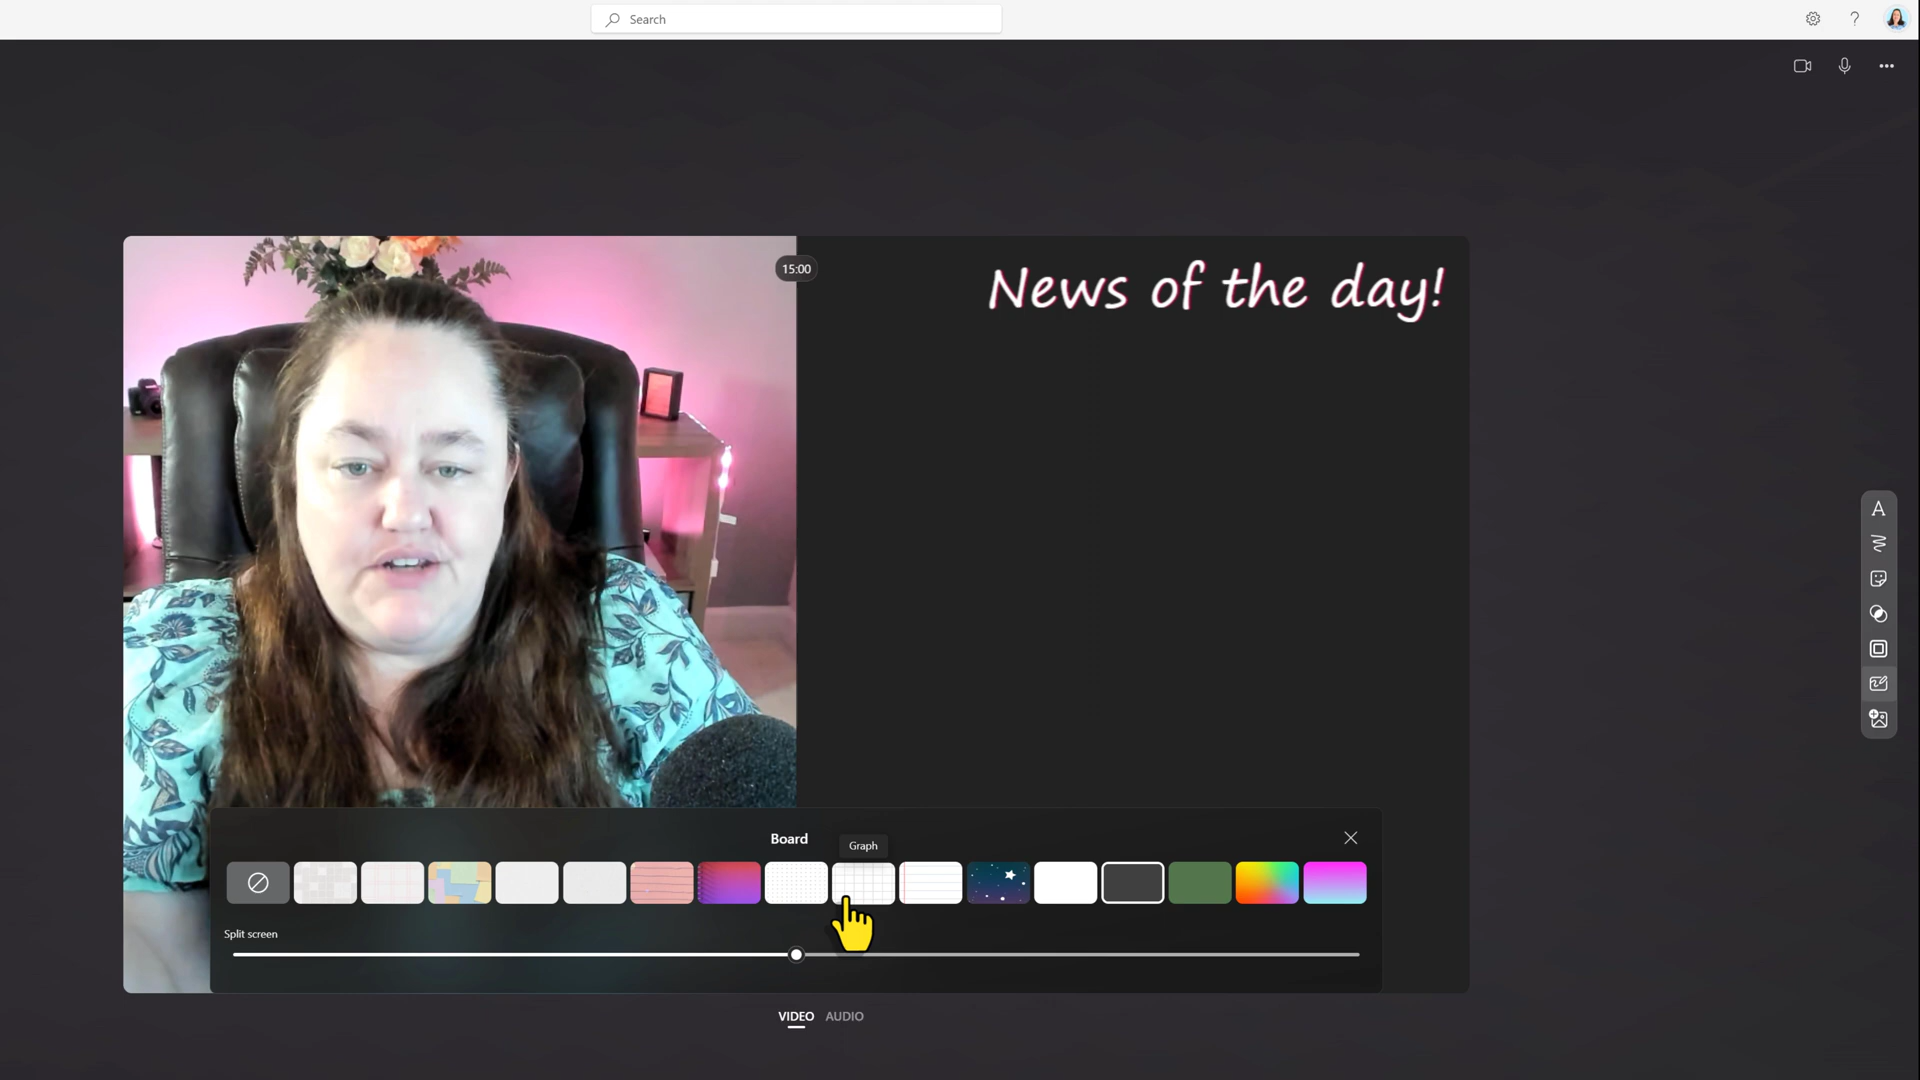 Search
15:00
News of the day!
Board
Graph
Split screen
VIDEO AUDIO